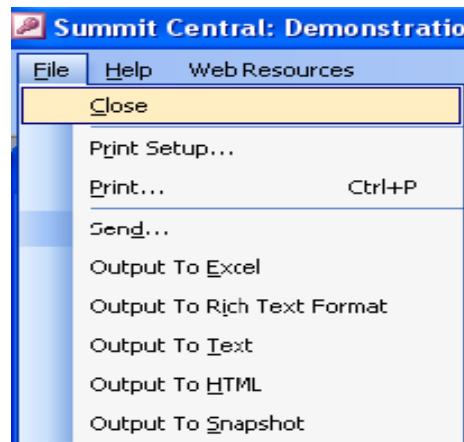 Summit Central: Demonstratio
File Help Web Resources
Close
Print Setup...
Print... Ctrl+P
Send...
Output To Excel
Output To Rich Text Format
Output To Text
Output To HTML
Output To Snapshot